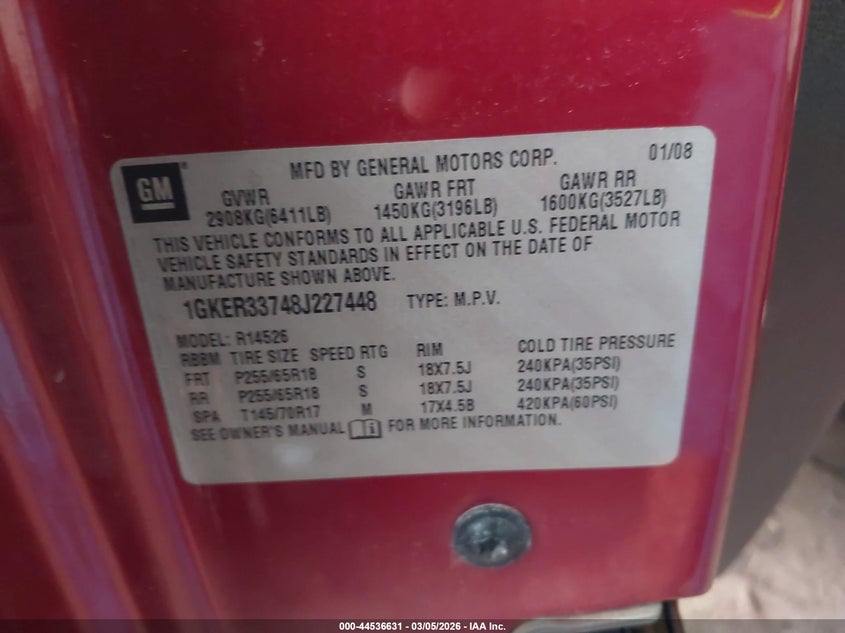 GM
MFD BY GENERAL MOTORS CORP. 01/08
GVWR GAWR FRT GAWR RR
2908KG(6411LB) 1450KG(3196LB) 1600KG(3527LB)
THIS VEHICLE CONFORMS TO ALL APPLICABLE U.S. FEDERAL MOTOR
VEHICLE SAFETY STANDARDS IN EFFECT ON THE DATE OF
MANUFACTURE SHOWN ABOVE.
1GKER33748J227448 TYPE: M.P.V.
MODEL: R14526
RBBM TIRE SIZE SPEED RTG RIM COLD TIRE PRESSURE
FRT P255/65R18 S 18X7.5J 240KPA(35PSI)
RR P255/65R18 S 18X7.5J 240KPA(35PSI)
SPA T145/70R17 M 17X4.5B 420KPA(60PSI)
SEE OWNER'S MANUAL FOR MORE INFORMATION.
000-44536631 - 03/05/2026 - IAA Inc.